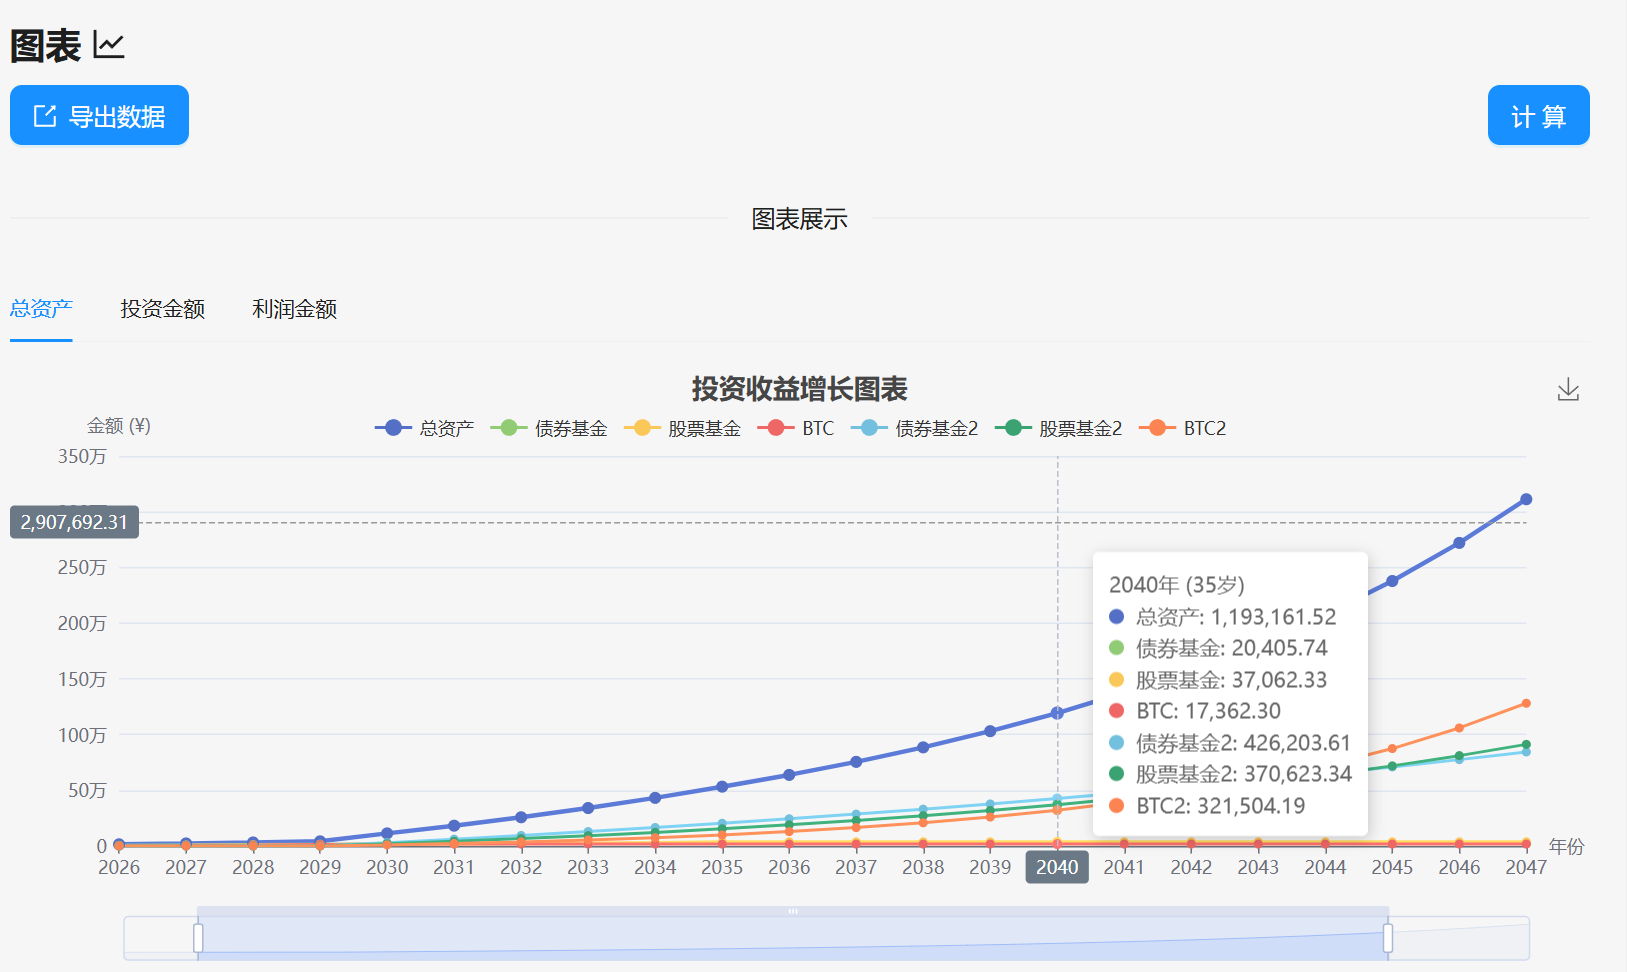 图表
导出数据
计 算
图表展示
总资产 投资金额 利润金额
投资收益增长图表
金额 (¥)
总资产 债券基金 股票基金 BTC 债券基金2 股票基金2 BTC2
350万
2,907,692.31
250万
200万
150万
100万
50万
0
2040年 (35岁)
总资产: 1,193,161.52
债券基金: 20,405.74
股票基金: 37,062.33
BTC: 17,362.30
债券基金2: 426,203.61
股票基金2: 370,623.34
BTC2: 321,504.19
年份
2026 2027 2028 2029 2030 2031 2032 2033 2034 2035 2036 2037 2038 2039 2040 2041 2042 2043 2044 2045 2046 2047